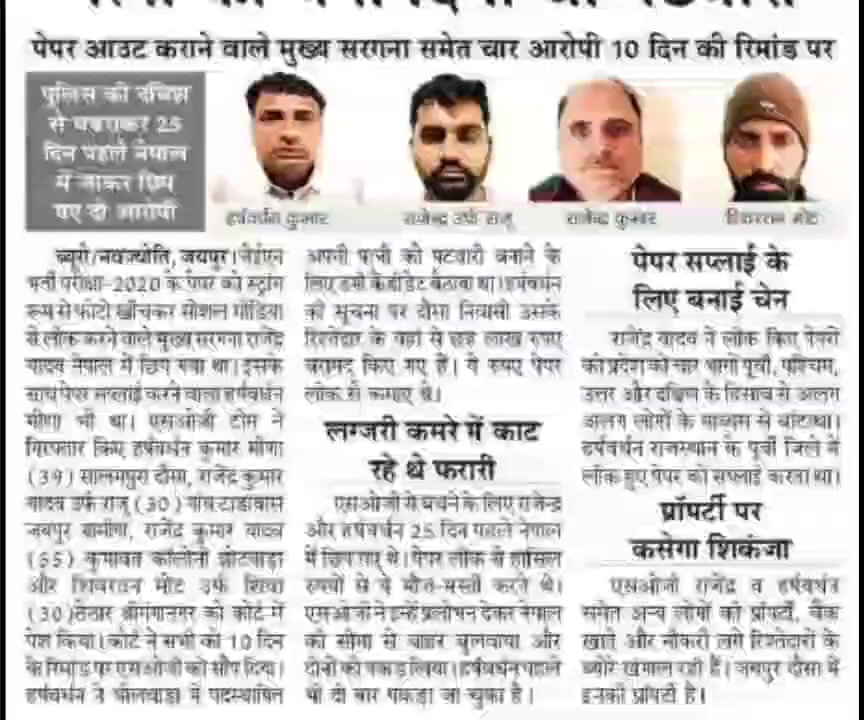 पेपर आउट कराने वाले मुख्य सरगना समेत चार आरोपी 10 दिन की रिमांड पर
पुलिस की दबिश
से घबराकर 25
दिन पहले नेपाल
में जाकर छिप
गए दो आरोपी
हर्षवर्धन कुमार
राजेन्द्र उर्फ राजू
राजेन्द्र कुमार
शिवरतन मोट
ब्यूरो/नवज्योति, जयपुर। जेईएन
भर्ती परीक्षा-2020 के पेपर को स्ट्रांग
रूम से फोटो खींचकर सोशल मीडिया
से लीक करने वाले मुख्य सरगना राजेंद्र
यादव नेपाल में छिप गया था। इसके
साथ पेपर सप्लाई करने वाला हर्षवर्धन
मीणा भी था। एसओजी टीम ने
गिरफ्तार किए हर्षवर्धन कुमार मीणा
(39) सालमपुरा दौसा, राजेंद्र कुमार
यादव उर्फ राजू (30) गांव टांडावास
जयपुर ग्रामीण, राजेंद्र कुमार यादव
(55) कुमावत कॉलोनी झोटवाड़ा
और शिवरतन मोट उर्फ शिवा
(30) श्रीगंगानगर को कोर्ट में
पेश किया। कोर्ट ने सभी को 10 दिन
के रिमांड पर एसओजी को सौंप दिया।
हर्षवर्धन ने भीलवाड़ा में पदस्थापित
अपनी पत्नी को पटवारी बनाने के
लिए डमी कैंडीडेट बैठाया था। हर्षवर्धन
की सूचना पर दौसा निवासी उसके
रिश्तेदार के यहां से छह लाख रुपए
बरामद किए गए हैं। ये रुपए पेपर
लीक से कमाए थे।
लग्जरी कमरे में काट
रहे थे फरारी
एसओजी से बचने के लिए राजेन्द्र
और हर्षवर्धन 25 दिन पहले नेपाल
में छिप गए थे। पेपर लीक से हासिल
रुपयों से ये मौज-मस्ती करते थे।
एसओजी ने इन्हें प्रलोभन देकर नेपाल
की सीमा से बाहर बुलवाया और
दोनों को पकड़ लिया। हर्षवर्धन पहले
भी दो बार पकड़ा जा चुका है।
पेपर सप्लाई के
लिए बनाई चेन
राजेंद्र यादव ने लीक किए पेपरों
को प्रदेश को चार भागों पूर्वी, पश्चिम,
उत्तर और दक्षिण के हिसाब से अलग
अलग लोगों के माध्यम से बांटा था।
हर्षवर्धन राजस्थान के पूर्वी जिले में
लीक हुए पेपर को सप्लाई करता था।
प्रॉपर्टी पर
कसेगा शिकंजा
एसओजी राजेंद्र व हर्षवर्धन
समेत अन्य लोगों की प्रॉपर्टी, बैंक
खाते और नौकरी लगे रिश्तेदारों के
ब्योरे खंगाल रही है। जयपुर दौसा में
इनकी प्रॉपर्टी है।